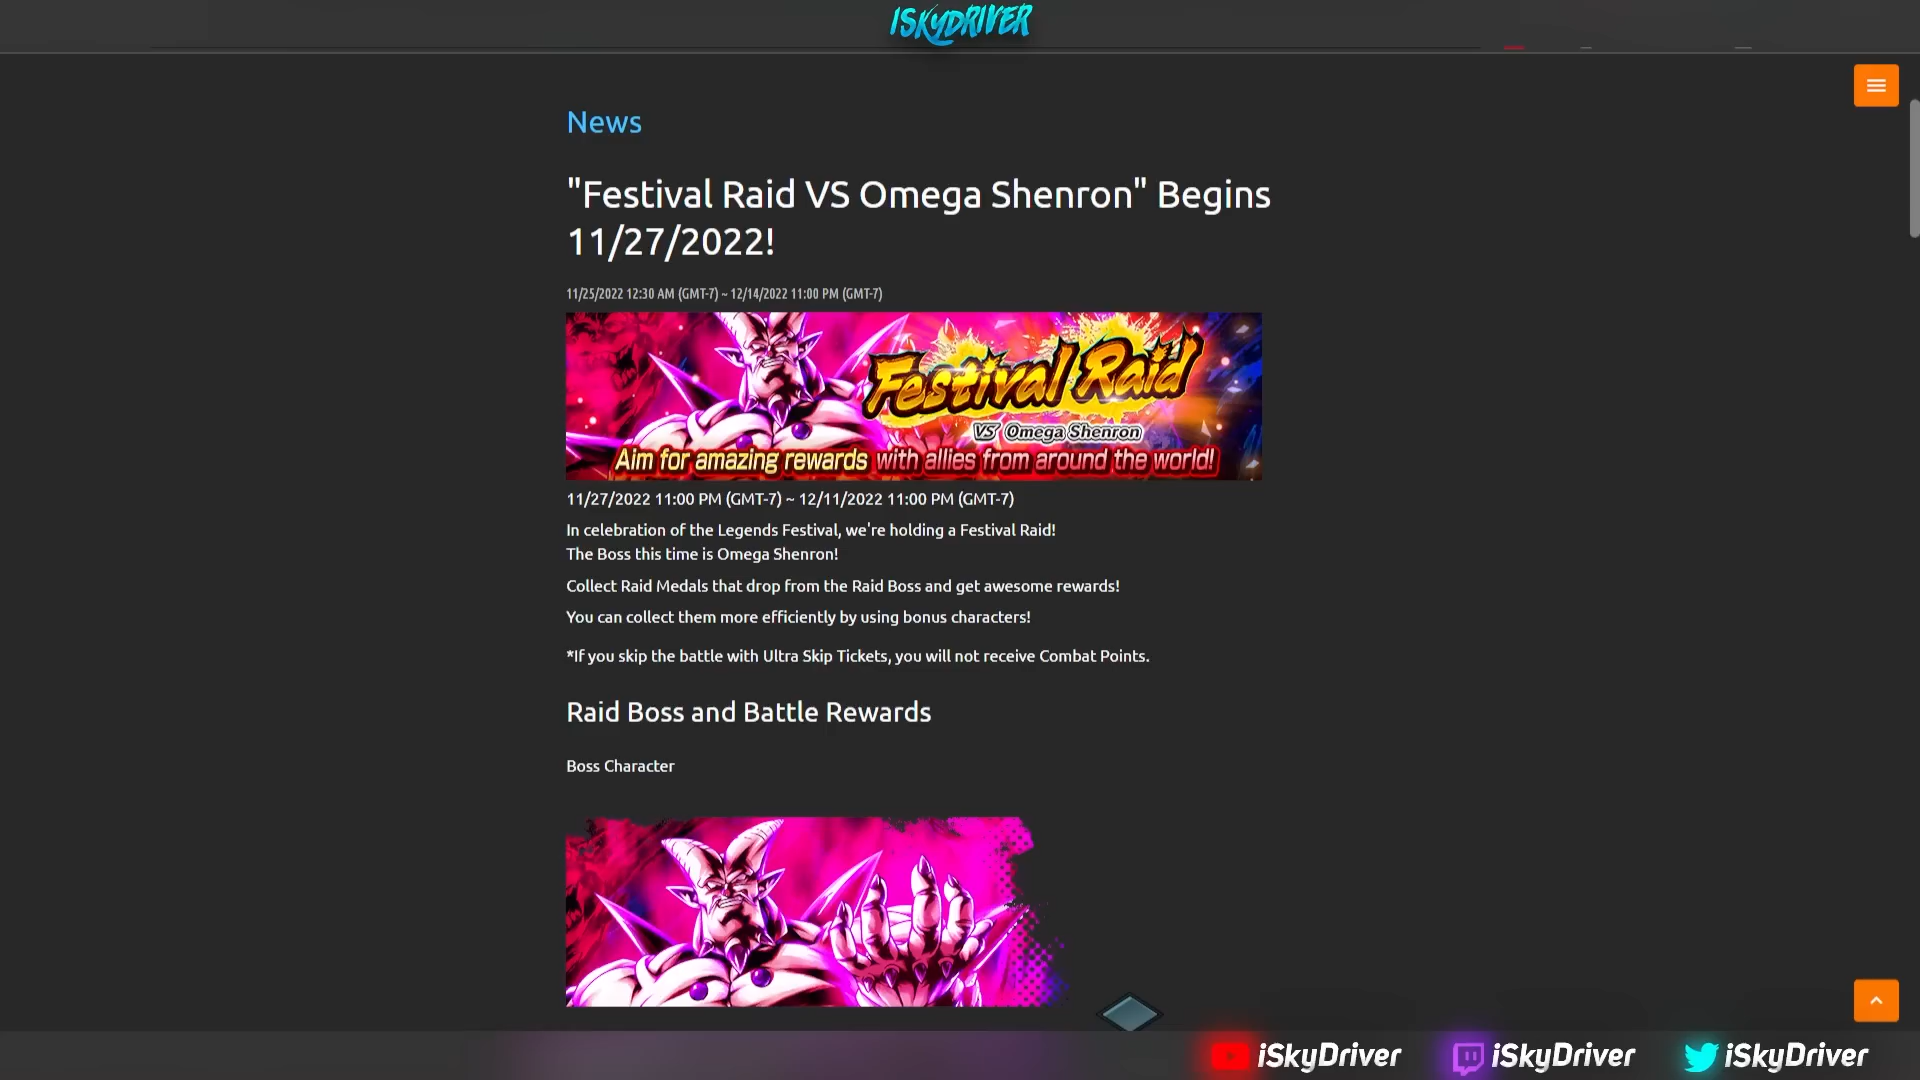 iSkyDriver
News
"Festival Raid VS Omega Shenron" Begins
11/27/2022!
11/25/2022 12:30 AM (GMT-7) ~ 12/14/2022 11:00 PM (GMT-7)
Festival Raid
VS Omega Shenron
Aim for amazing rewards with allies from around the world!
11/27/2022 11:00 PM (GMT-7) ~ 12/11/2022 11:00 PM (GMT-7)
In celebration of the Legends Festival, we're holding a Festival Raid!
The Boss this time is Omega Shenron!
Collect Raid Medals that drop from the Raid Boss and get awesome rewards!
You can collect them more efficiently by using bonus characters!
*If you skip the battle with Ultra Skip Tickets, you will not receive Combat Points.
Raid Boss and Battle Rewards
Boss Character
iSkyDriver iSkyDriver iSkyDriver